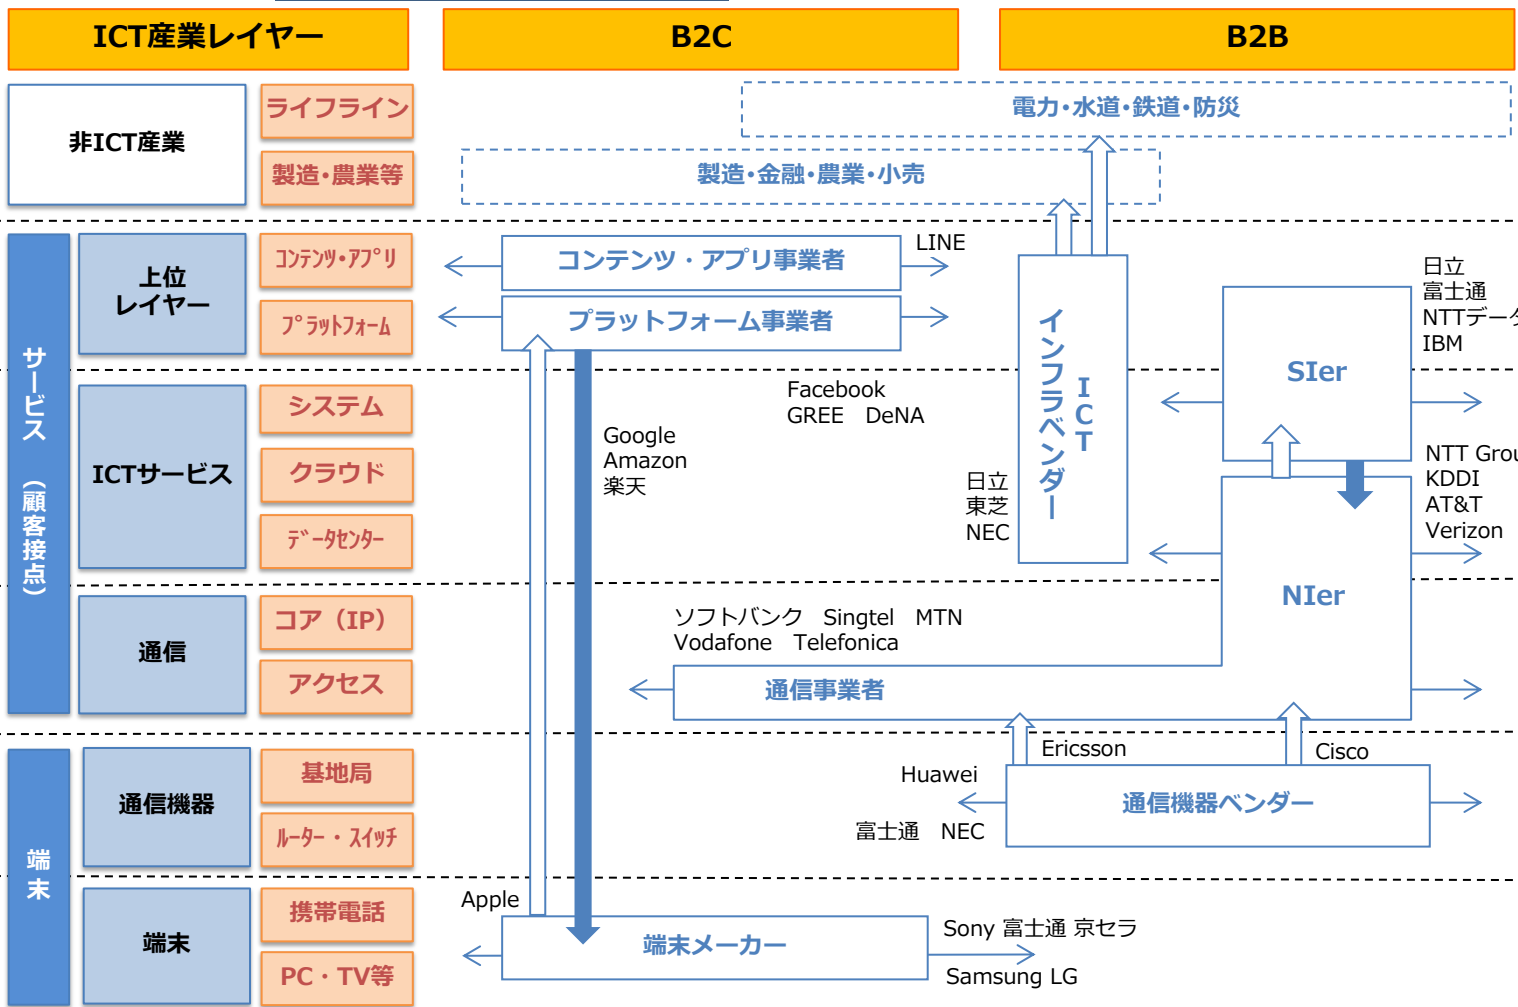 ICT産業レイヤー
B2C
B2B
非ICT産業
ライフライン
製造・農業等
電力・水道・鉄道・防災
製造・金融・農業・小売
サービス（顧客接点）
上位
レイヤー
コンテンツ・アプリ
プラットフォーム
コンテンツ・アプリ事業者
LINE
プラットフォーム事業者
ICT
インフラベンダー
日立
富士通
NTTデータ
IBM
SIer
ICTサービス
システム
クラウド
データセンター
Facebook
GREE DeNA
Google
Amazon
楽天
日立
東芝
NEC
NTT Grou
KDDI
AT&T
Verizon
NIer
通信
コア（IP）
アクセス
ソフトバンク Singtel MTN
Vodafone Telefonica
通信事業者
端末
通信機器
基地局
ルーター・スイッチ
Ericsson
Cisco
Huawei
通信機器ベンダー
富士通 NEC
端末
携帯電話
PC・TV等
Apple
端末メーカー
Sony 富士通 京セラ
Samsung LG